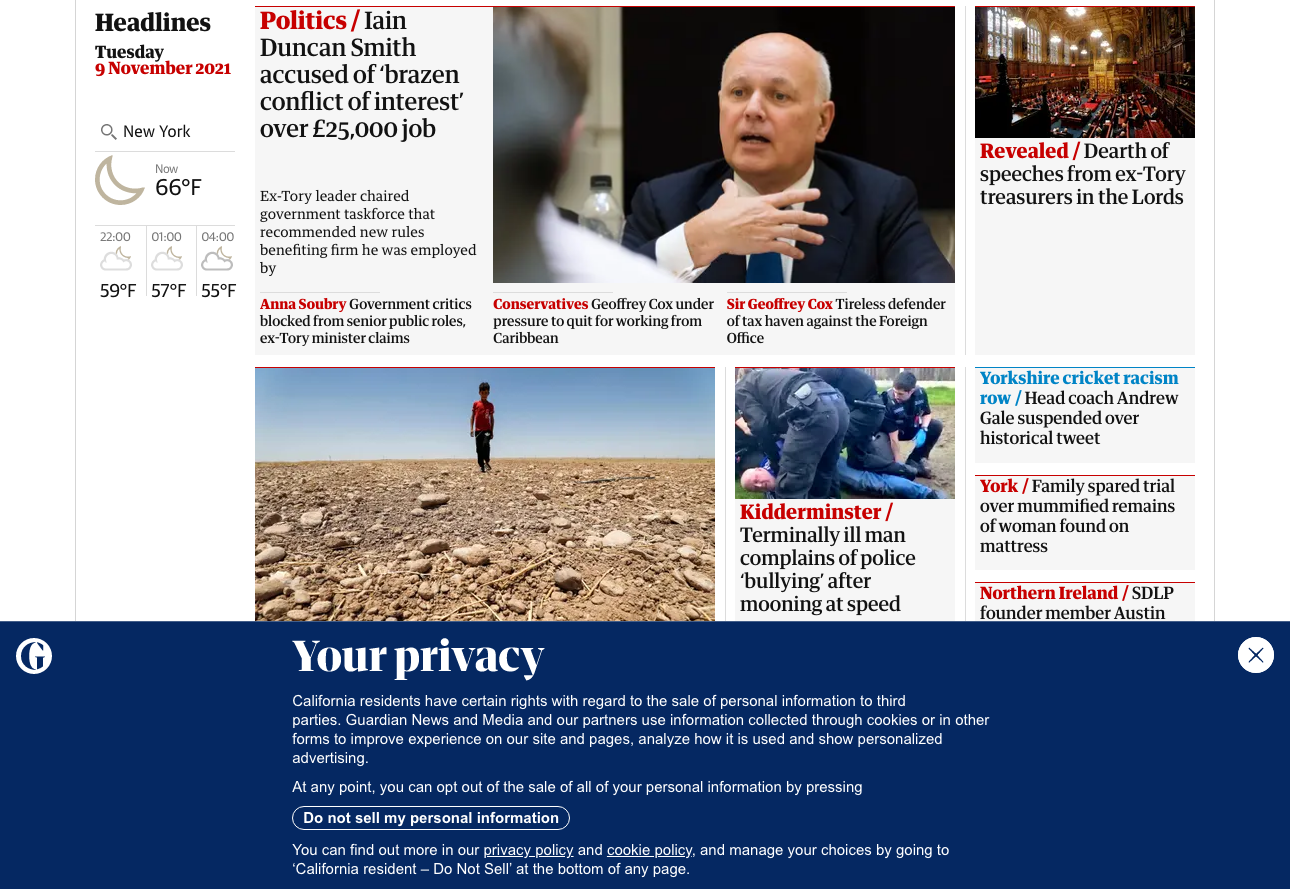 Headlines
Tuesday
9 November 2021
New York
Now
66°F
22:00
01:00
04:00
59°F
57°F
55°F
Politics / Iain
Duncan Smith
accused of ‘brazen
conflict of interest’
over £25,000 job
Ex-Tory leader chaired
government taskforce that
recommended new rules
benefiting firm he was employed
by
Anna Soubry Government critics
blocked from senior public roles,
ex-Tory minister claims
Conservatives Geoffrey Cox under
pressure to quit for working from
Caribbean
Sir Geoffrey Cox Tireless defender
of tax haven against the Foreign
Office
Revealed / Dearth of
speeches from ex-Tory
treasurers in the Lords
Kidderminster /
Terminally ill man
complains of police
‘bullying’ after
mooning at speed
Yorkshire cricket racism
row / Head coach Andrew
Gale suspended over
historical tweet
York / Family spared trial
over mummified remains
of woman found on
mattress
Northern Ireland / SDLP
founder member Austin
G
Your privacy
California residents have certain rights with regard to the sale of personal information to third
parties. Guardian News and Media and our partners use information collected through cookies or in other
forms to improve experience on our site and pages, analyze how it is used and show personalized
advertising.
At any point, you can opt out of the sale of all of your personal information by pressing
Do not sell my personal information
You can find out more in our privacy policy and cookie policy, and manage your choices by going to
‘California resident – Do Not Sell’ at the bottom of any page.